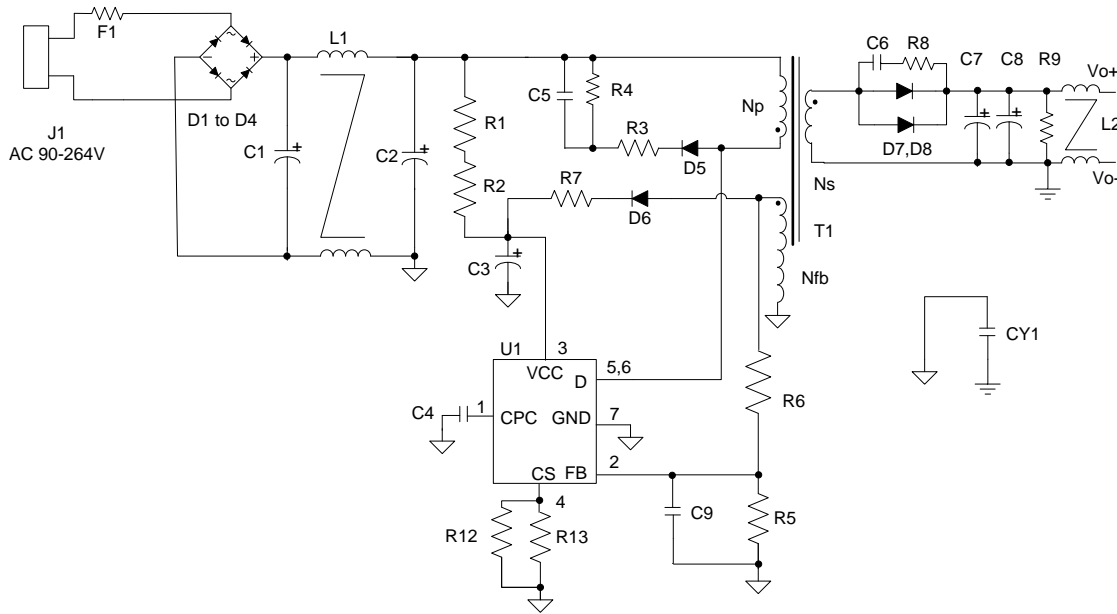 F1
J1
AC 90-264V
D1 to D4
L1
C1
C2
R1
R2
C3
C5
R4
R3
D5
R7
D6
Np
Ns
T1
Nfb
C6
R8
D7,D8
C7
C8
R9
Vo+
L2
Vo-
CY1
U1
3
VCC
D
5,6
C4
1
CPC
GND
7
CS
FB
2
4
R12
R13
C9
R6
R5